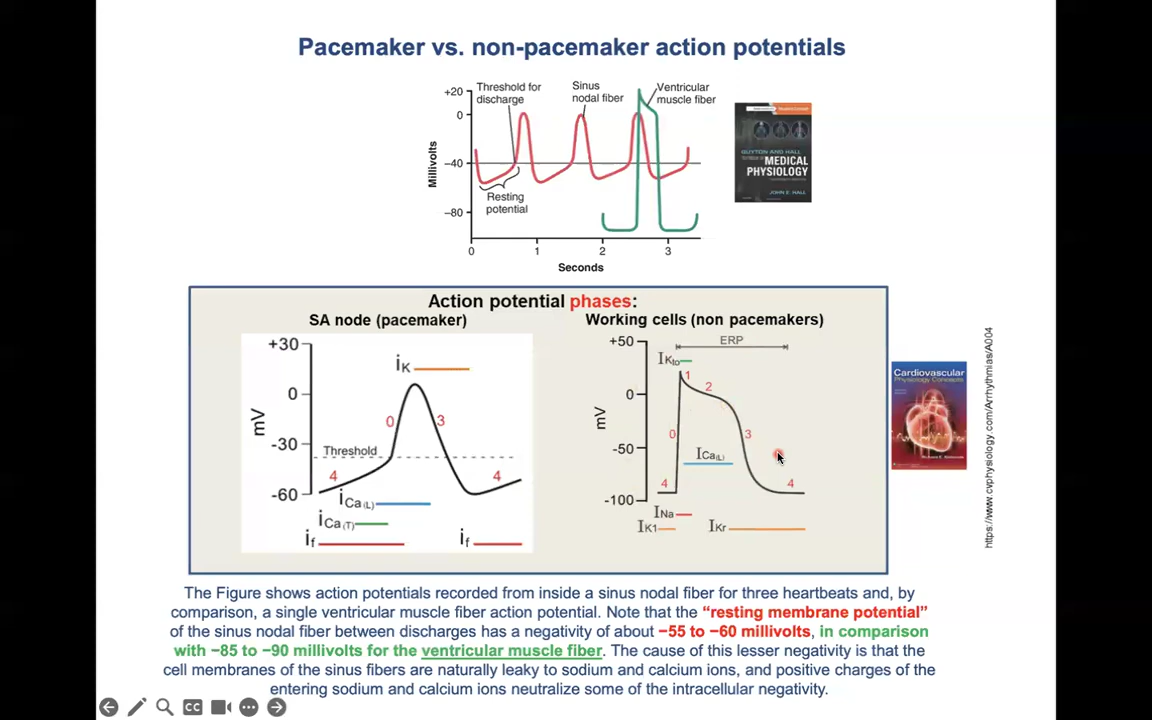 Pacemaker vs. non-pacemaker action potentials
Threshold for
discharge
Sinus
nodal fiber
Ventricular
muscle fiber
+20
0
−40
−80
Millivolts
Resting
potential
0 1 2 3
Seconds
GUYTON AND HALL
MEDICAL
PHYSIOLOGY
JOHN E. HALL
Action potential phases:
SA node (pacemaker)
+30
0
-30
-60
mV
iK
0
3
Threshold
4
4
iCa (L)
iCa (T)
if
if
Working cells (non pacemakers)
+50
0
-50
-100
mV
ERP
IKto
1
2
0
3
ICa(L)
4
4
INa
IK1
IKr
Cardiovascular
Physiology Concepts
https://www.cvphysiology.com/Arrhythmias/A004
The Figure shows action potentials recorded from inside a sinus nodal fiber for three heartbeats and, by
comparison, a single ventricular muscle fiber action potential. Note that the “resting membrane potential”
of the sinus nodal fiber between discharges has a negativity of about −55 to −60 millivolts, in comparison
with −85 to −90 millivolts for the ventricular muscle fiber. The cause of this lesser negativity is that the
cell membranes of the sinus fibers are naturally leaky to sodium and calcium ions, and positive charges of the
entering sodium and calcium ions neutralize some of the intracellular negativity.
CC